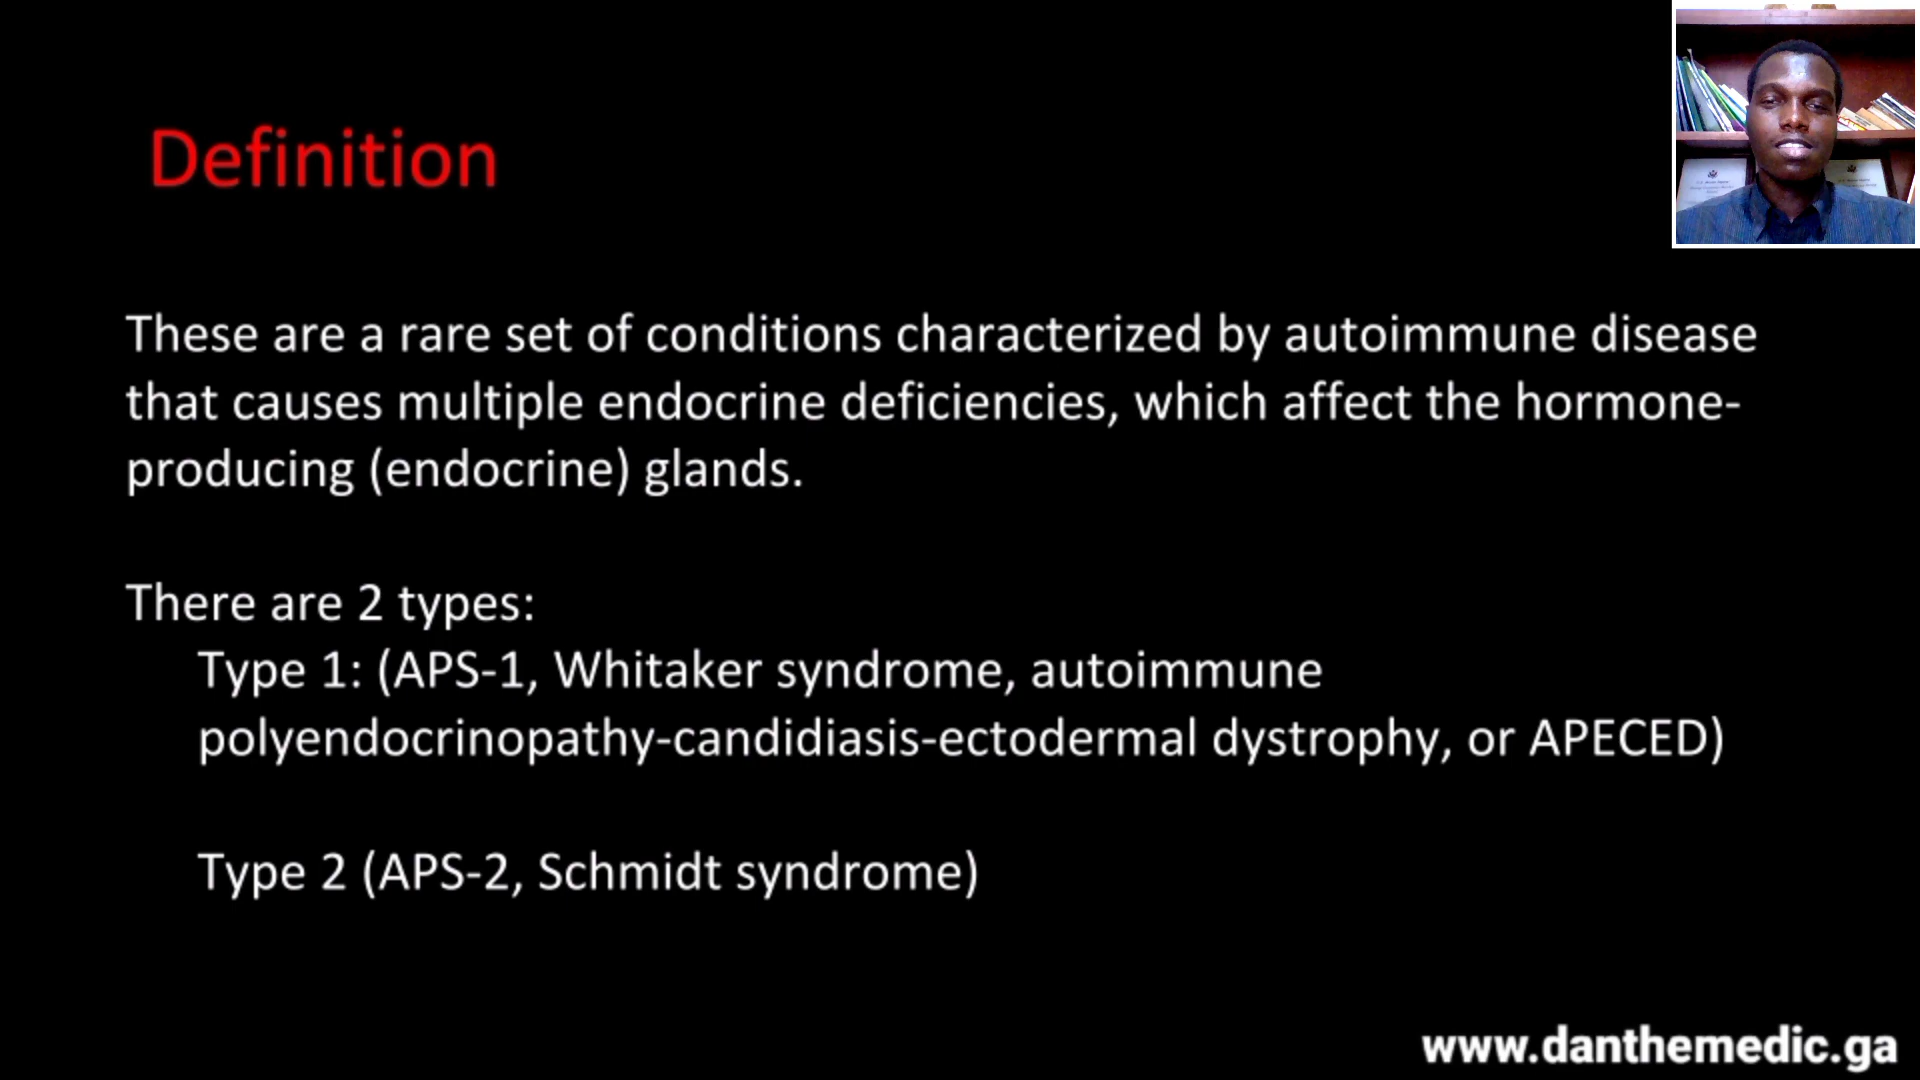 Definition
These are a rare set of conditions characterized by autoimmune disease
that causes multiple endocrine deficiencies, which affect the hormone-
producing (endocrine) glands.
There are 2 types:
Type 1: (APS-1, Whitaker syndrome, autoimmune
polyendocrinopathy-candidiasis-ectodermal dystrophy, or APECED)
Type 2 (APS-2, Schmidt syndrome)
www.danthemedic.ga